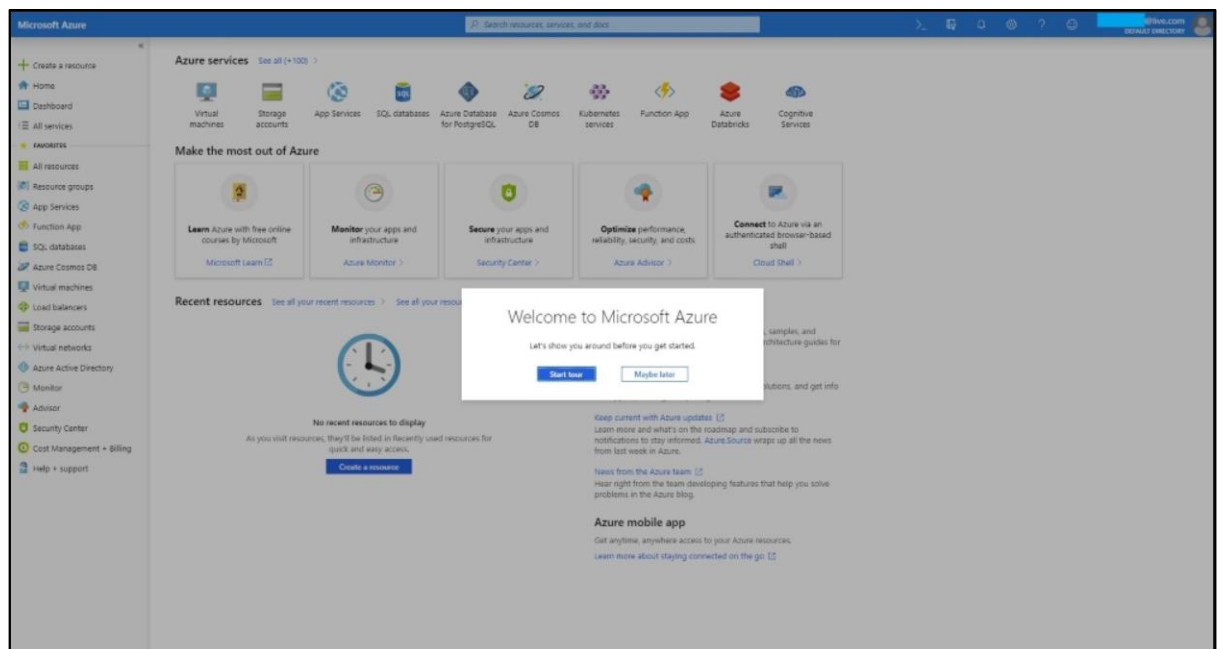 Microsoft Azure
Search resources, services, and docs
@live.com
DEFAULT DIRECTORY
Create a resource
Home
Dashboard
All services
FAVORITES
All resources
Resource groups
App Services
Function App
SQL databases
Azure Cosmos DB
Virtual machines
Load balancers
Storage accounts
Virtual networks
Azure Active Directory
Monitor
Advisor
Security Center
Cost Management + Billing
Help + support
Azure services See all (+100) >
Virtual machines
Storage accounts
App Services
SQL databases
Azure Database for PostgreSQL
Azure Cosmos DB
Kubernetes services
Function App
Azure Databricks
Cognitive Services
Make the most out of Azure
Learn Azure with free online
courses by Microsoft
Microsoft Learn
Monitor your apps and
infrastructure
Azure Monitor >
Secure your apps and
infrastructure
Security Center >
Optimize performance,
reliability, security, and costs
Azure Advisor >
Connect to Azure via an
authenticated browser-based
shell
Cloud Shell >
Recent resources See all your recent resources > See all your
No recent resources to display
As you visit resources, they'll be listed in Recently used resources for
quick and easy access.
Create a resource
Welcome to Microsoft Azure
Let's show you around before you get started.
Start tour
Maybe later
, samples, and
architecture guides for
and get info
Keep current with Azure updates
Learn more and what's on the roadmap and subscribe to
notifications to stay informed. Azure.Source wraps up all the news
from last week in Azure.
News from the Azure team
Hear right from the team developing features that help you solve
problems in the Azure blog.
Azure mobile app
Get anytime, anywhere access to your Azure resources.
Learn more about staying connected on the go